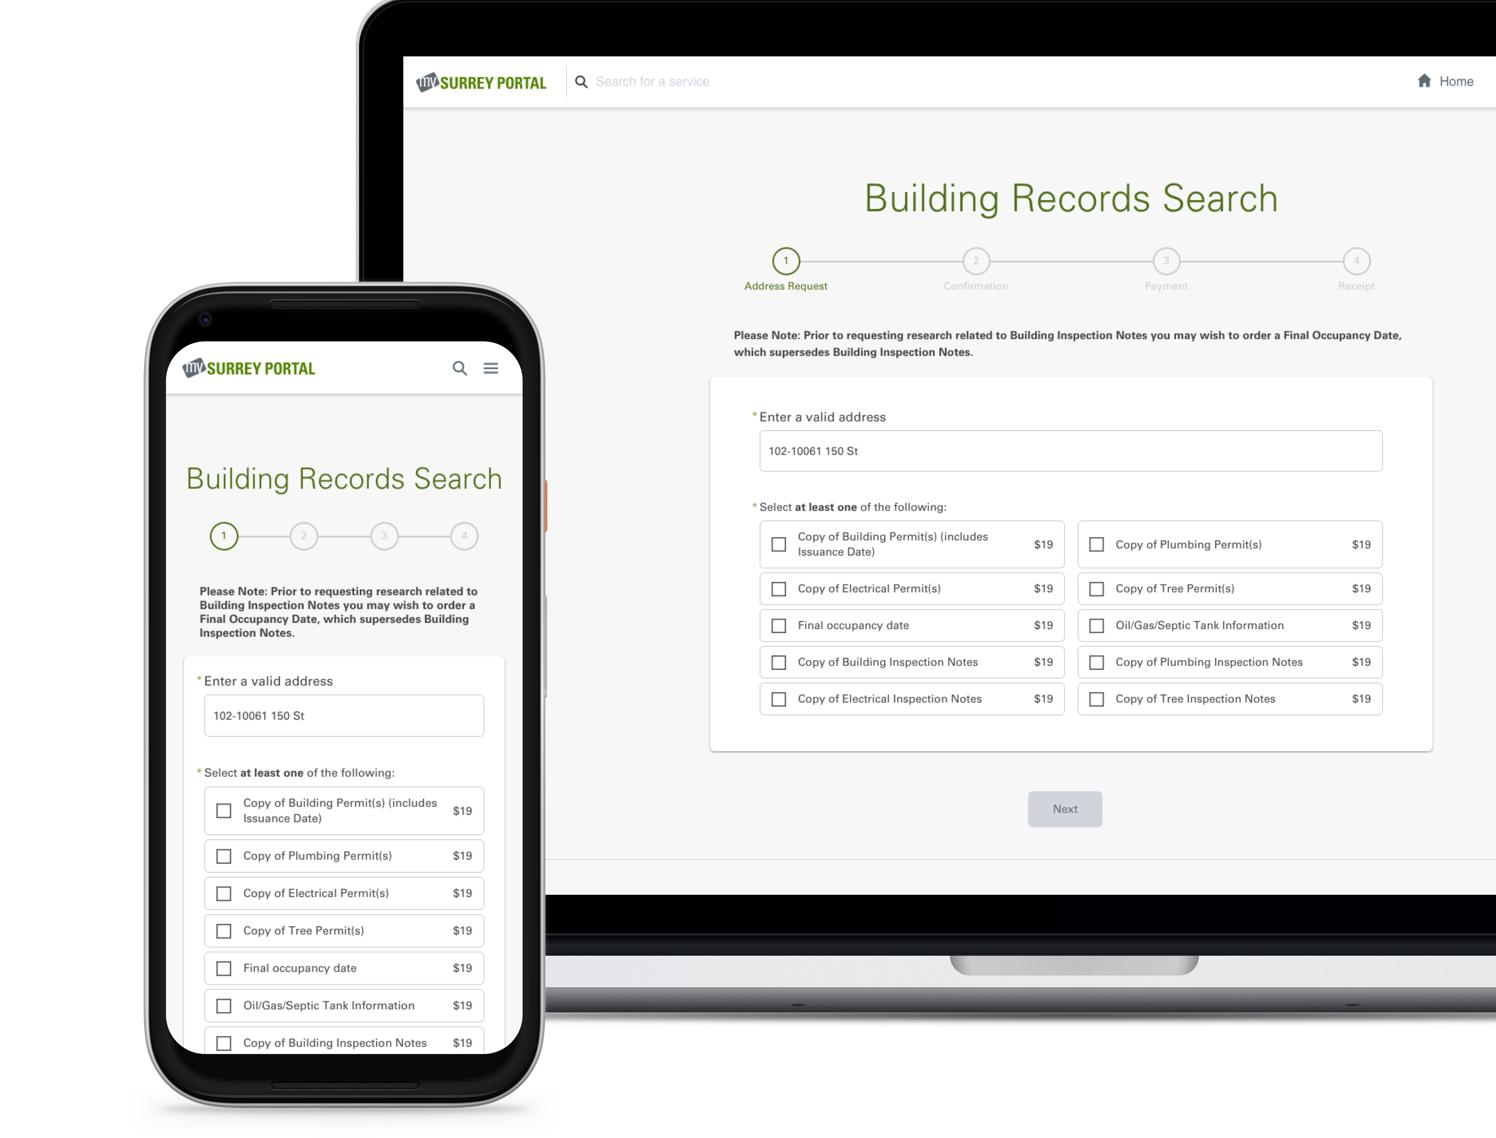 my SURREY PORTAL
Search for a service
Home
Building Records Search
1
2
3
4
Address Request
Confirmation
Payment
Receipt
Please Note: Prior to requesting research related to Building Inspection Notes you may wish to order a Final Occupancy Date,
which supersedes Building Inspection Notes.
* Enter a valid address
102-10061 150 St
* Select at least one of the following:
Copy of Building Permit(s) (includes
Issuance Date)
$19
Copy of Plumbing Permit(s)
$19
Copy of Electrical Permit(s)
$19
Copy of Tree Permit(s)
$19
Final occupancy date
$19
Oil/Gas/Septic Tank Information
$19
Copy of Building Inspection Notes
$19
Copy of Plumbing Inspection Notes
$19
Copy of Electrical Inspection Notes
$19
Copy of Tree Inspection Notes
$19
Next
my SURREY PORTAL
Building Records Search
1
2
3
4
Please Note: Prior to requesting research related to
Building Inspection Notes you may wish to order a
Final Occupancy Date, which supersedes Building
Inspection Notes.
* Enter a valid address
102-10061 150 St
* Select at least one of the following:
Copy of Building Permit(s) (includes
Issuance Date)
$19
Copy of Plumbing Permit(s)
$19
Copy of Electrical Permit(s)
$19
Copy of Tree Permit(s)
$19
Final occupancy date
$19
Oil/Gas/Septic Tank Information
$19
Copy of Building Inspection Notes
$19